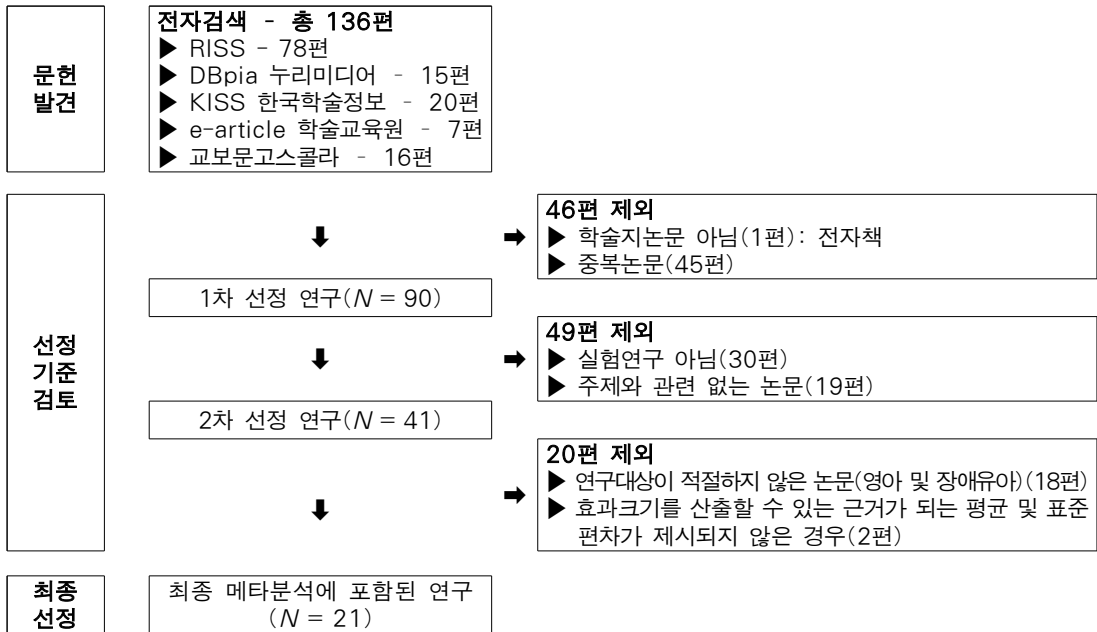 문헌
발견
전자검색 - 총 136편
▶ RISS - 78편
▶ DBpia 누리미디어 - 15편
▶ KISS 한국학술정보 - 20편
▶ e-article 학술교육원 - 7편
▶ 교보문고스콜라 - 16편
선정
기준
검토
⬇
➡
46편 제외
▶ 학술지논문 아님(1편): 전자책
▶ 중복논문(45편)
1차 선정 연구(N = 90)
⬇
➡
49편 제외
▶ 실험연구 아님(30편)
▶ 주제와 관련 없는 논문(19편)
2차 선정 연구(N = 41)
⬇
➡
20편 제외
▶ 연구대상이 적절하지 않은 논문(영아 및 장애유아)(18편)
▶ 효과크기를 산출할 수 있는 근거가 되는 평균 및 표준
편차가 제시되지 않은 경우(2편)
최종
선정
최종 메타분석에 포함된 연구
(N = 21)